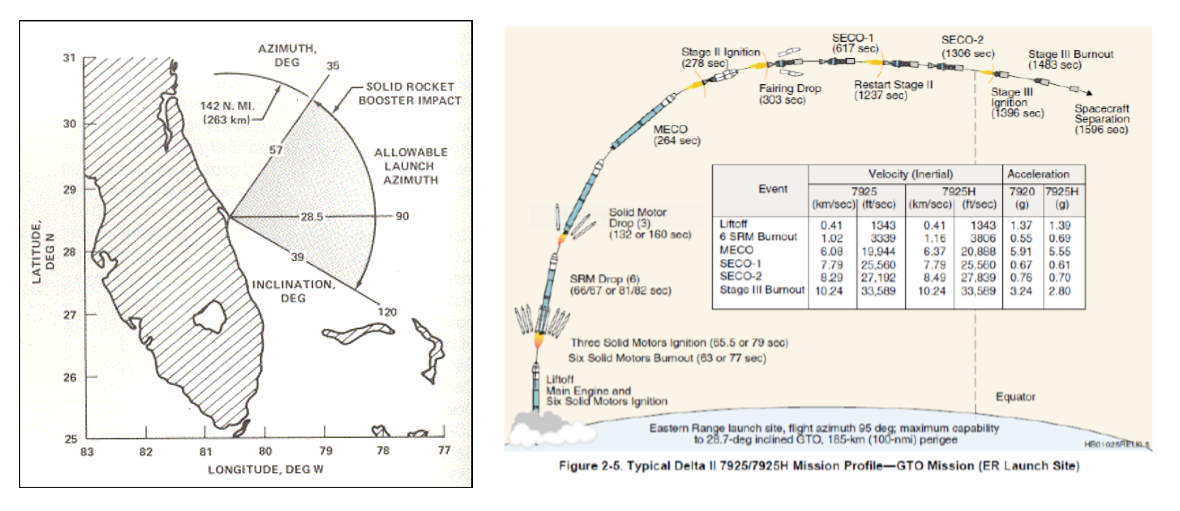 AZIMUTH,
DEG
35
SOLID ROCKET
BOOSTER IMPACT
142 N. MI.
(263 km)
57
ALLOWABLE
LAUNCH
AZIMUTH
28.5
90
39
INCLINATION,
DEG
120
LATITUDE,
DEG N
31
30
29
28
27
26
25
83
82
81
80
79
78
77
LONGITUDE, DEG W
SECO-1
(617 sec)
SECO-2
(1306 sec)
Stage II Ignition
(278 sec)
Stage III Burnout
(1483 sec)
Fairing Drop
(303 sec)
Restart Stage II
(1237 sec)
Stage III
Ignition
(1396 sec)
Spacecraft
Separation
(1596 sec)
MECO
(264 sec)
Solid Motor
Drop (3)
(132 or 160 sec)
SRM Drop (6)
(66/67 or 81/82 sec)
Three Solid Motors Ignition (65.5 or 79 sec)
Six Solid Motors Burnout (63 or 77 sec)
Liftoff
Main Engine and
Six Solid Motors Ignition
Velocity (Inertial) Acceleration
Event 7925 7925H 7920 7925H
(km/sec) (ft/sec) (km/sec) (ft/sec) (g) (g)
Liftoff 0.41 1343 0.41 1343 1.37 1.39
6 SRM Burnout 1.02 3339 1.16 3806 0.55 0.69
MECO 6.08 19,944 6.37 20,888 5.91 5.55
SECO-1 7.79 25,560 7.79 25,560 0.67 0.61
SECO-2 8.29 27,192 8.49 27,839 0.76 0.70
Stage III Burnout 10.24 33,589 10.24 33,589 3.24 2.80
Equator
Eastern Range launch site, flight azimuth 95 deg; maximum capability
to 28.7-deg inclined GTO, 185-km (100-nmi) perigee
Figure 2-5. Typical Delta II 7925/7925H Mission Profile—GTO Mission (ER Launch Site)